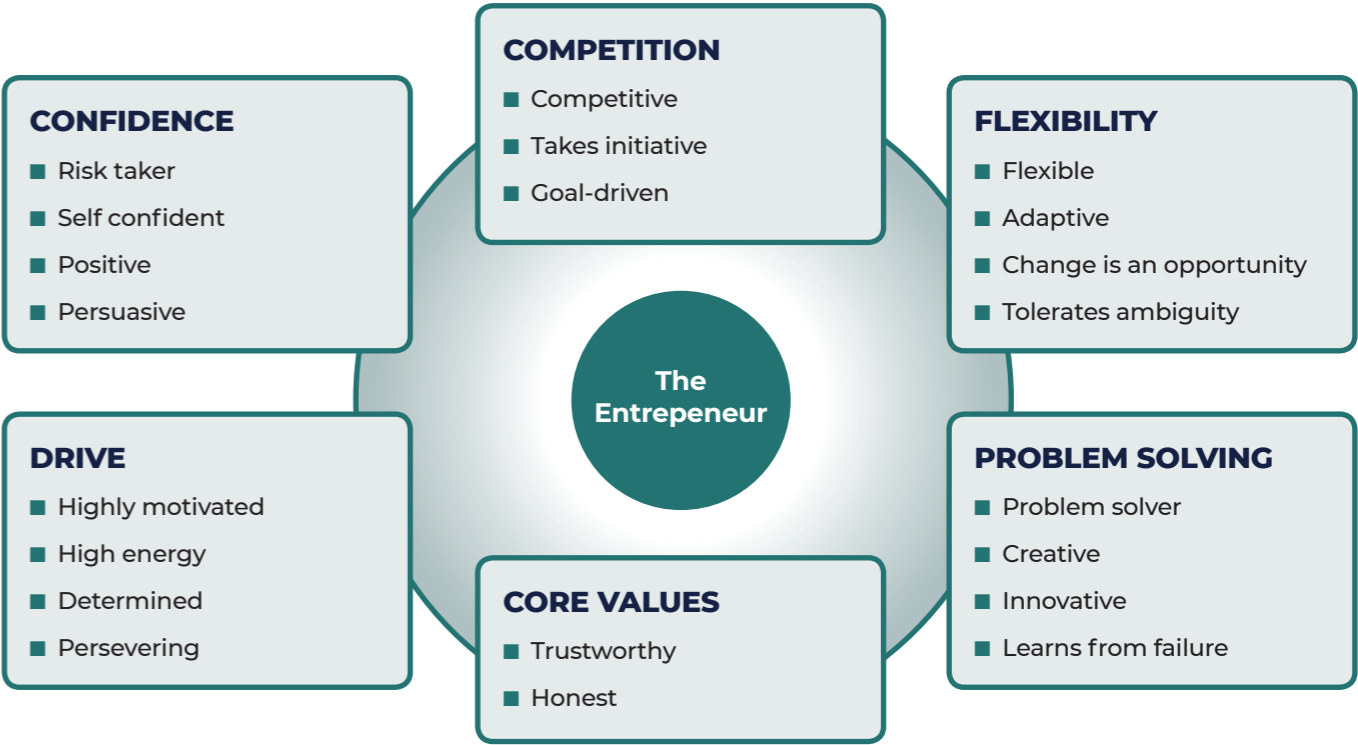 COMPETITION
Competitive
Takes initiative
Goal-driven
CONFIDENCE
Risk taker
Self confident
Positive
Persuasive
FLEXIBILITY
Flexible
Adaptive
Change is an opportunity
Tolerates ambiguity
The
Entrepeneur
DRIVE
Highly motivated
High energy
Determined
Persevering
CORE VALUES
Trustworthy
Honest
PROBLEM SOLVING
Problem solver
Creative
Innovative
Learns from failure